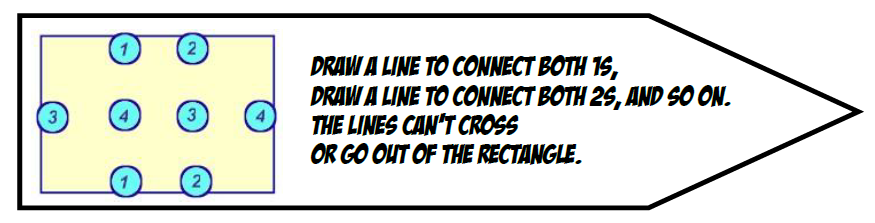 1 2
3 4 3 4
1 2
DRAW A LINE TO CONNECT BOTH 1S,
DRAW A LINE TO CONNECT BOTH 2S, AND SO ON.
THE LINES CAN'T CROSS
OR GO OUT OF THE RECTANGLE.